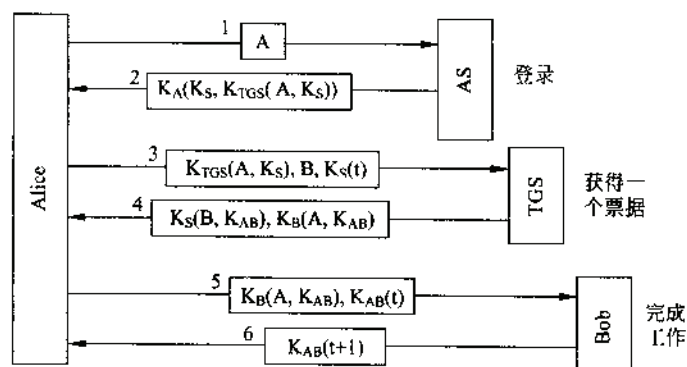 Alice
1
A
AS
登录
2
K_A(K_S, K_TGS(A, K_S))
3
K_TGS(A, K_S), B, K_S(t)
TGS
获得一
个票据
4
K_S(B, K_AB), K_B(A, K_AB)
5
K_B(A, K_AB), K_AB(t)
Bob
完成
工作
6
K_AB(t+1)